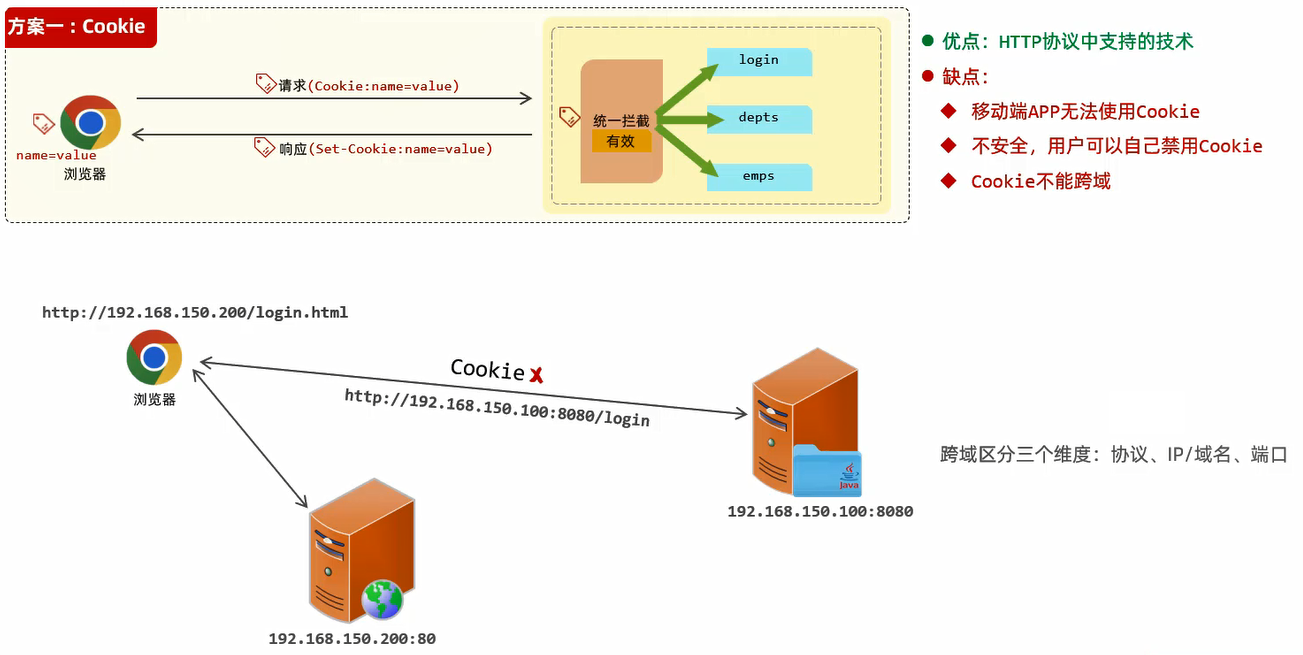 方案一：Cookie
请求(Cookie:name=value)
响应(Set-Cookie:name=value)
name=value
浏览器
统一拦截
有效
login
depts
emps
优点：HTTP协议中支持的技术
缺点：
移动端APP无法使用Cookie
不安全，用户可以自己禁用Cookie
Cookie不能跨域
http://192.168.150.200/login.html
浏览器
Cookie
http://192.168.150.100:8080/login
Java
192.168.150.100:8080
192.168.150.200:80
跨域区分三个维度：协议、IP/域名、端口